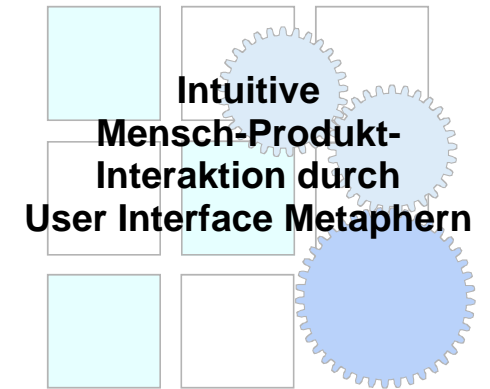 Intuitive
Mensch-Produkt-
Interaktion durch
User Interface Metaphern